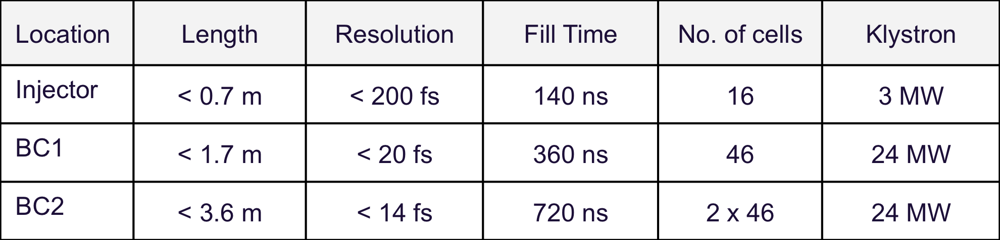 Location Length Resolution Fill Time No. of cells Klystron
Injector < 0.7 m < 200 fs 140 ns 16 3 MW
BC1 < 1.7 m < 20 fs 360 ns 46 24 MW
BC2 < 3.6 m < 14 fs 720 ns 2 x 46 24 MW